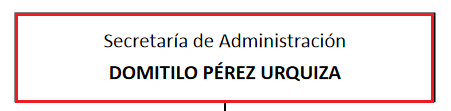 Secretaría de Administración
DOMITILO PÉREZ URQUIZA